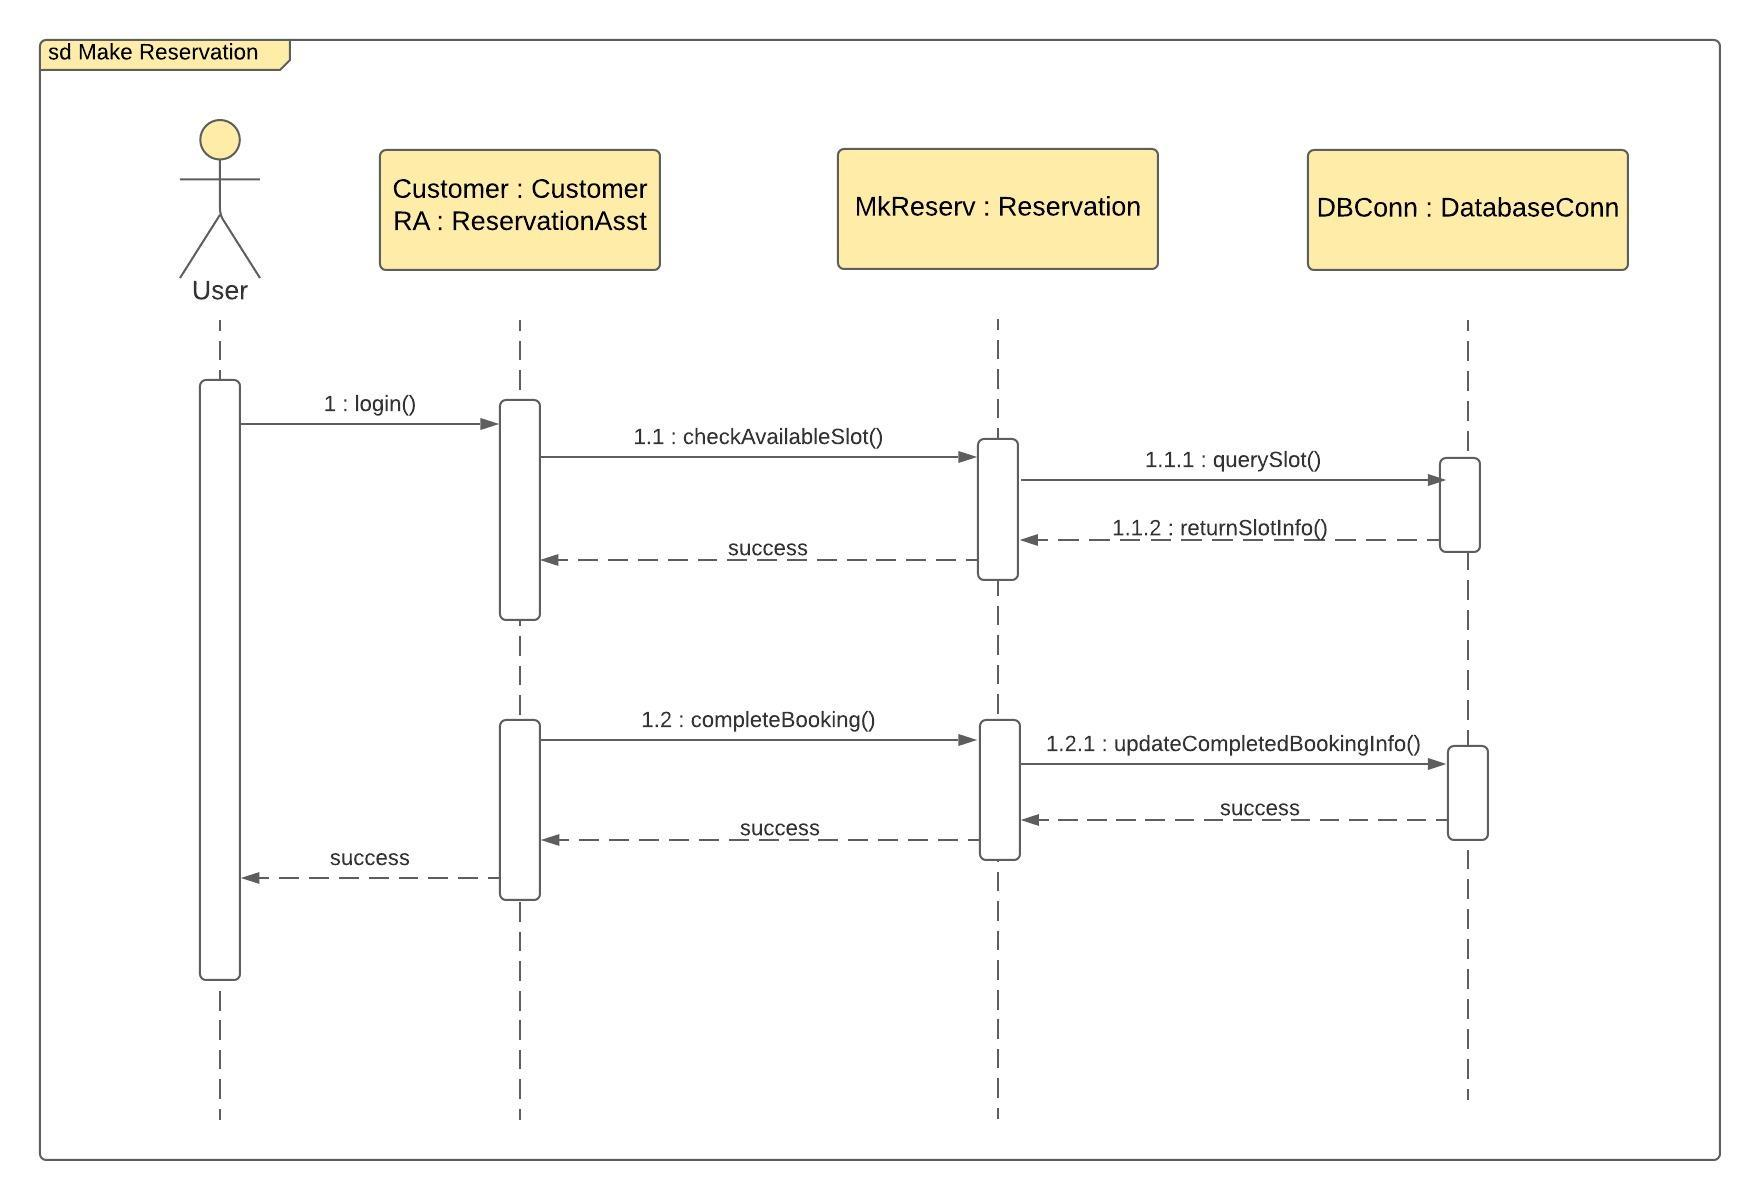 sd Make Reservation
User
Customer : Customer
RA : ReservationAsst
MkReserv : Reservation
DBConn : DatabaseConn
1 : login()
1.1 : checkAvailableSlot()
1.1.1 : querySlot()
1.1.2 : returnSlotInfo()
success
1.2 : completeBooking()
1.2.1 : updateCompletedBookingInfo()
success
success
success